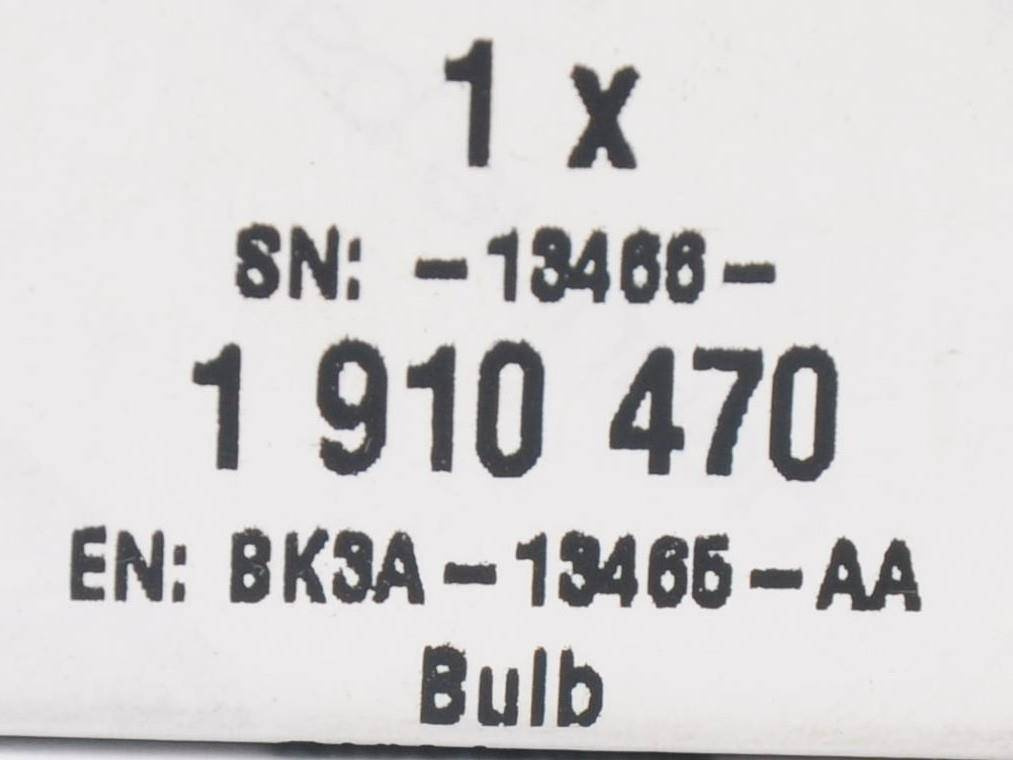 1 x
SN: -13466-
1 910 470
EN: BK3A-13465-AA
Bulb